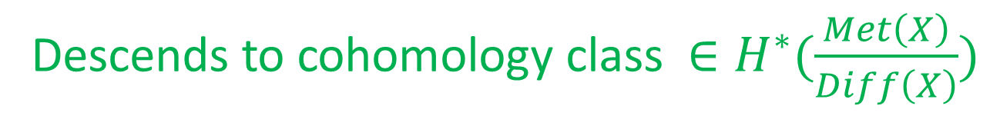 Descends to cohomology class ∈ H*(Met(X)/Diff(X))